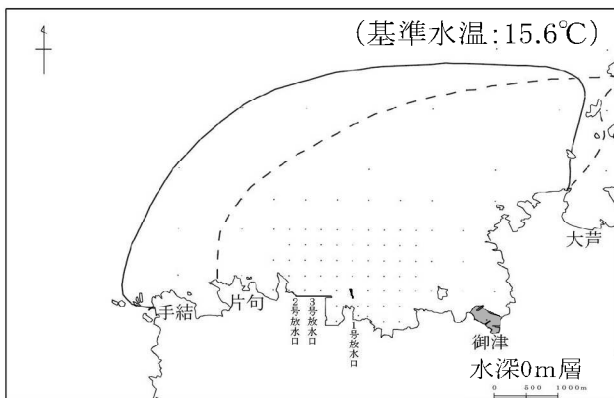 (基準水温:15.6℃)
大芦
手結
片句
2号放水口
3号放水口
1号放水口
御津
水深0m層
0 500 1000m